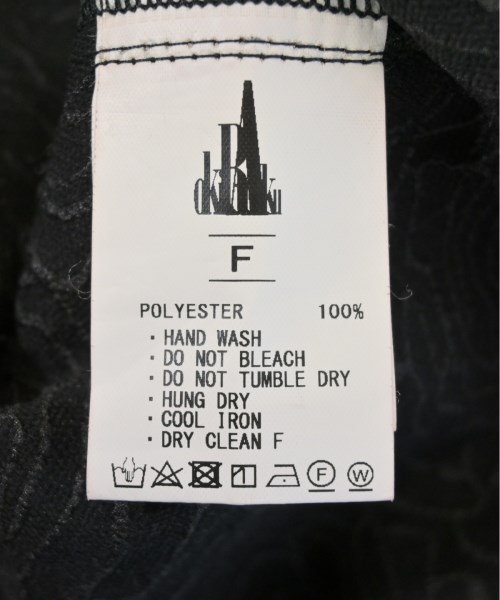 F
POLYESTER 100%
· HAND WASH
· DO NOT BLEACH
· DO NOT TUMBLE DRY
· HUNG DRY
· COOL IRON
· DRY CLEAN F
F W